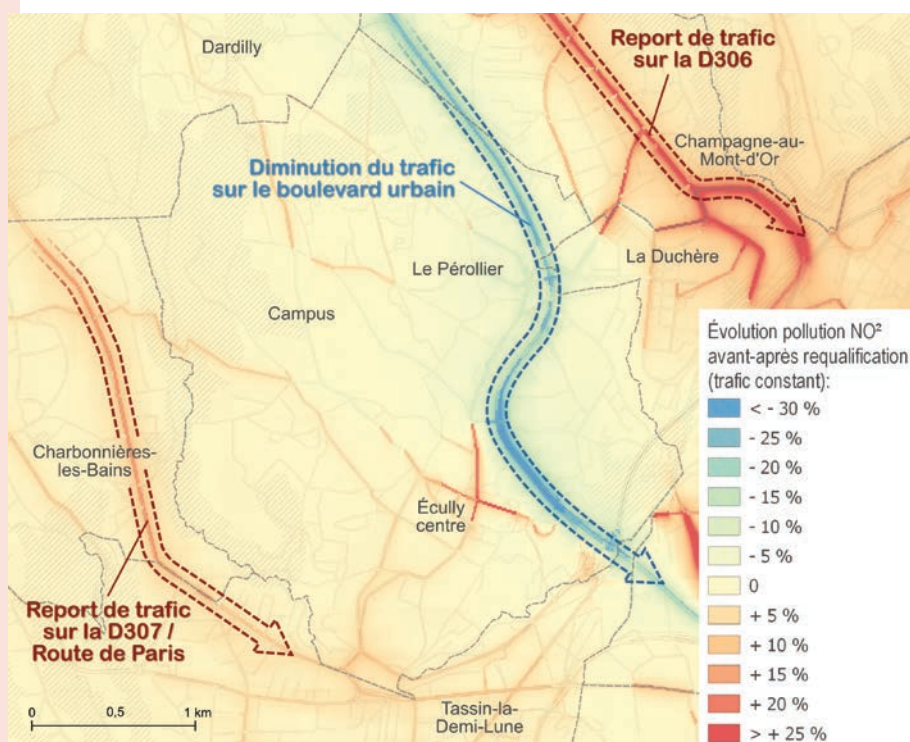 Dardilly
Report de trafic
sur la D306
Champagne-au-
Mont-d'Or
Diminution du trafic
sur le boulevard urbain
La Duchère
Le Pérollier
Campus
Charbonnières-
les-Bains
Écully
centre
Report de trafic
sur la D307 /
Route de Paris
Tassin-la-
Demi-Lune
0 0,5 1 km
Évolution pollution NO²
avant-après requalification
(trafic constant):
< - 30 %
- 25 %
- 20 %
- 15 %
- 10 %
- 5 %
0
+ 5 %
+ 10 %
+ 15 %
+ 20 %
> + 25 %